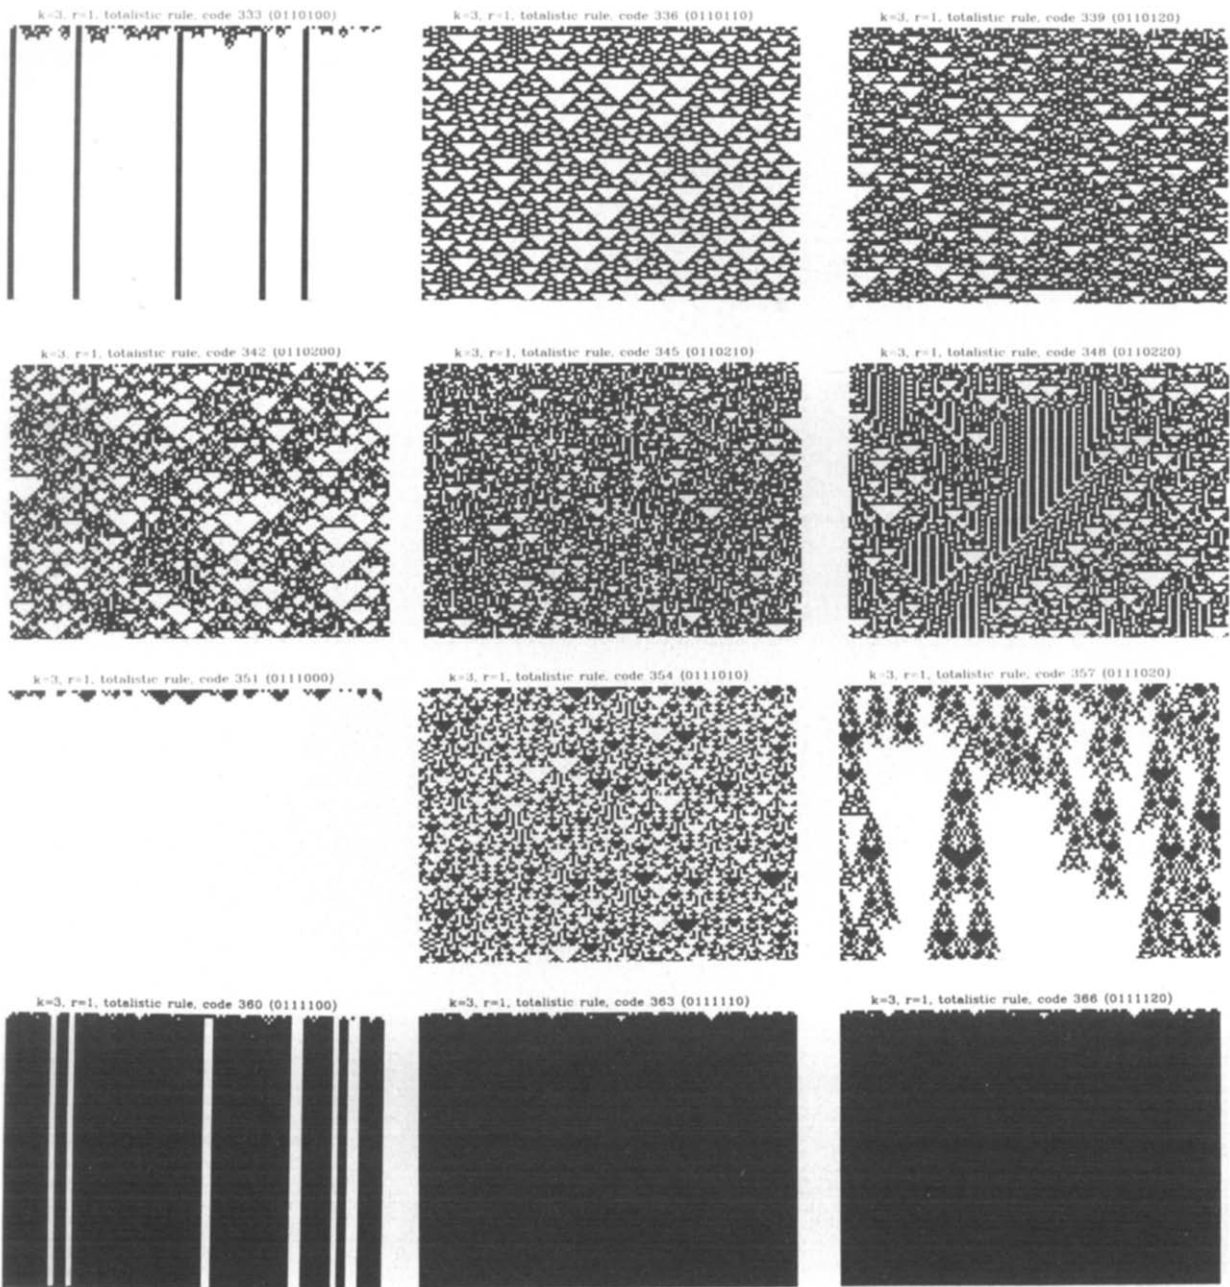 k=3, r=1, totalistic rule, code 333 (0110100)
k=3, r=1, totalistic rule, code 336 (0110110)
k=3, r=1, totalistic rule, code 339 (0110120)
k=3, r=1, totalistic rule, code 342 (0110200)
k=3, r=1, totalistic rule, code 345 (0110210)
k=3, r=1, totalistic rule, code 348 (0110220)
k=3, r=1, totalistic rule, code 351 (0111000)
k=3, r=1, totalistic rule, code 354 (0111010)
k=3, r=1, totalistic rule, code 357 (0111020)
k=3, r=1, totalistic rule, code 360 (0111100)
k=3, r=1, totalistic rule, code 363 (0111110)
k=3, r=1, totalistic rule, code 366 (0111120)